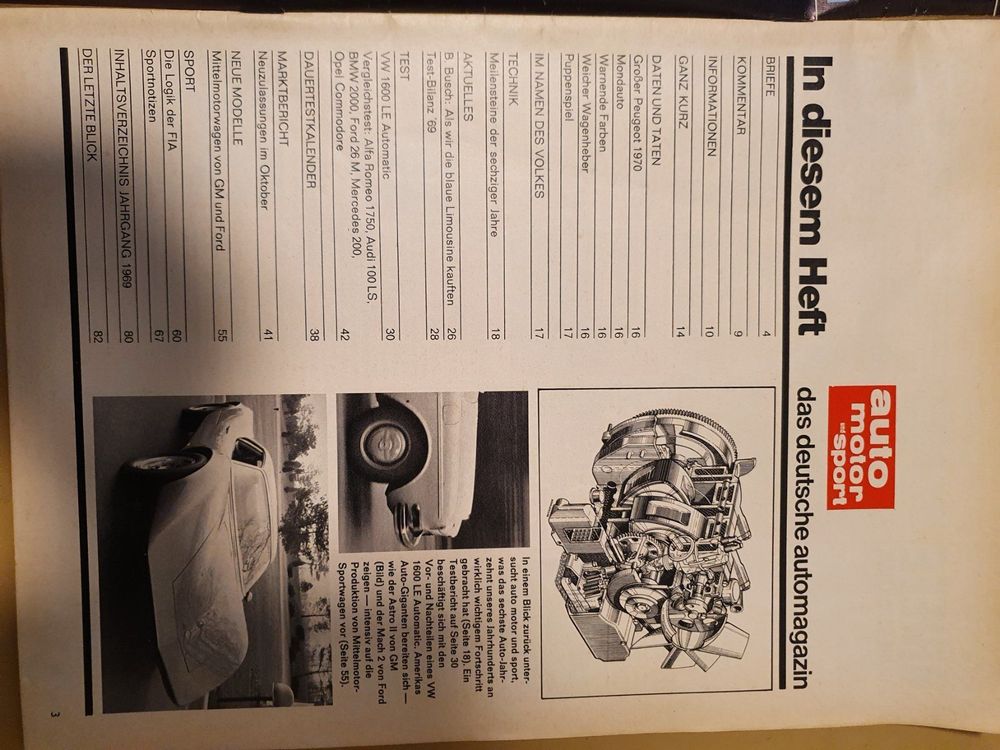 In diesem Heft
auto
motor
und sport
das deutsche automagazin
BRIEFE 4
KOMMENTAR 9
INFORMATIONEN 10
GANZ KURZ 14
DATEN UND TATEN
Großer Peugeot 1970 16
Mondauto 16
Warnende Farben 16
Weicher Wagenheber 16
Puppenspiel 17
IM NAMEN DES VOLKES 17
TECHNIK
Meilensteine der sechziger Jahre 18
AKTUELLES
B. Busch: Als wir die blaue Limousine kauften 26
Test-Bilanz '69 28
TEST
VW 1600 LE Automatic 30
Vergleichstest: Alfa Romeo 1750, Audi 100 LS,
BMW 2000, Ford 26 M, Mercedes 200,
Opel Commodore 42
DAUERTESTKALENDER 38
MARKTBERICHT
Neuzulassungen im Oktober 41
NEUE MODELLE
Mittelmotorwagen von GM und Ford 55
SPORT
Die Logik der FIA 60
Sportnotizen 67
INHALTSVERZEICHNIS JAHRGANG 1969 80
DER LETZTE BLICK 82
In einem Blick zurück unter-
sucht auto motor und sport,
was das sechste Auto-Jahr-
zehnt unseres Jahrhunderts an
wirklich wichtigem Fortschritt
gebracht hat (Seite 18). Ein
Testbericht auf Seite 30
beschäftigt sich mit den
Vor- und Nachteilen eines VW
1600 LE Automatic. Amerikas
Auto-Giganten bereiten sich —
wie der Astro II von GM
(Bild) und der Mach 2 von Ford
zeigen — intensiv auf die
Produktion von Mittelmotor-
Sportwagen vor (Seite 55).
3